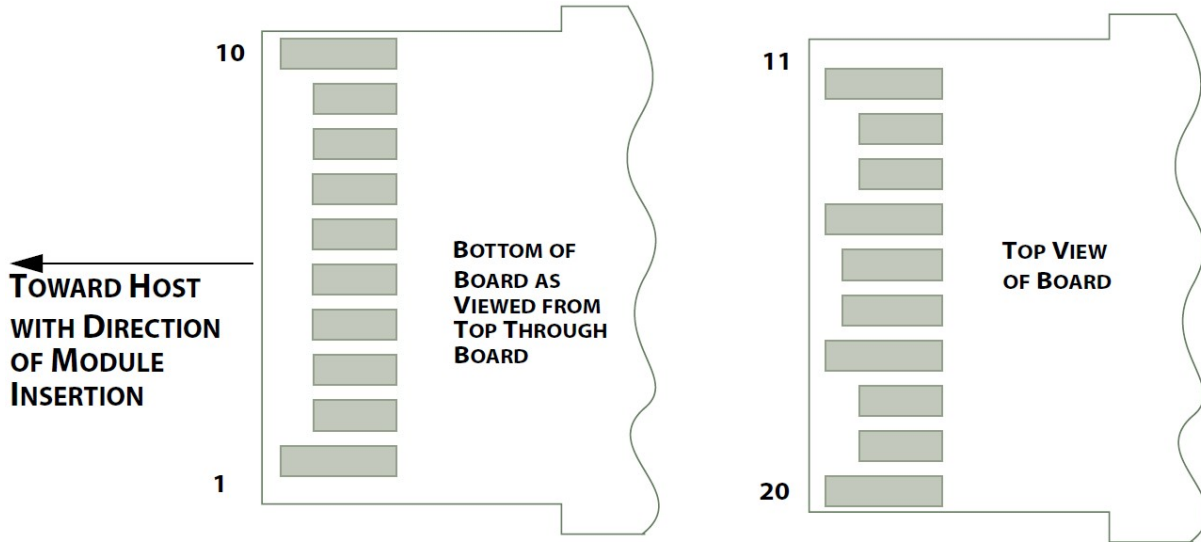 10
TOWARD HOST
WITH DIRECTION
OF MODULE
INSERTION
BOTTOM OF
BOARD AS
VIEWED FROM
TOP THROUGH
BOARD
1
11
TOP VIEW
OF BOARD
20